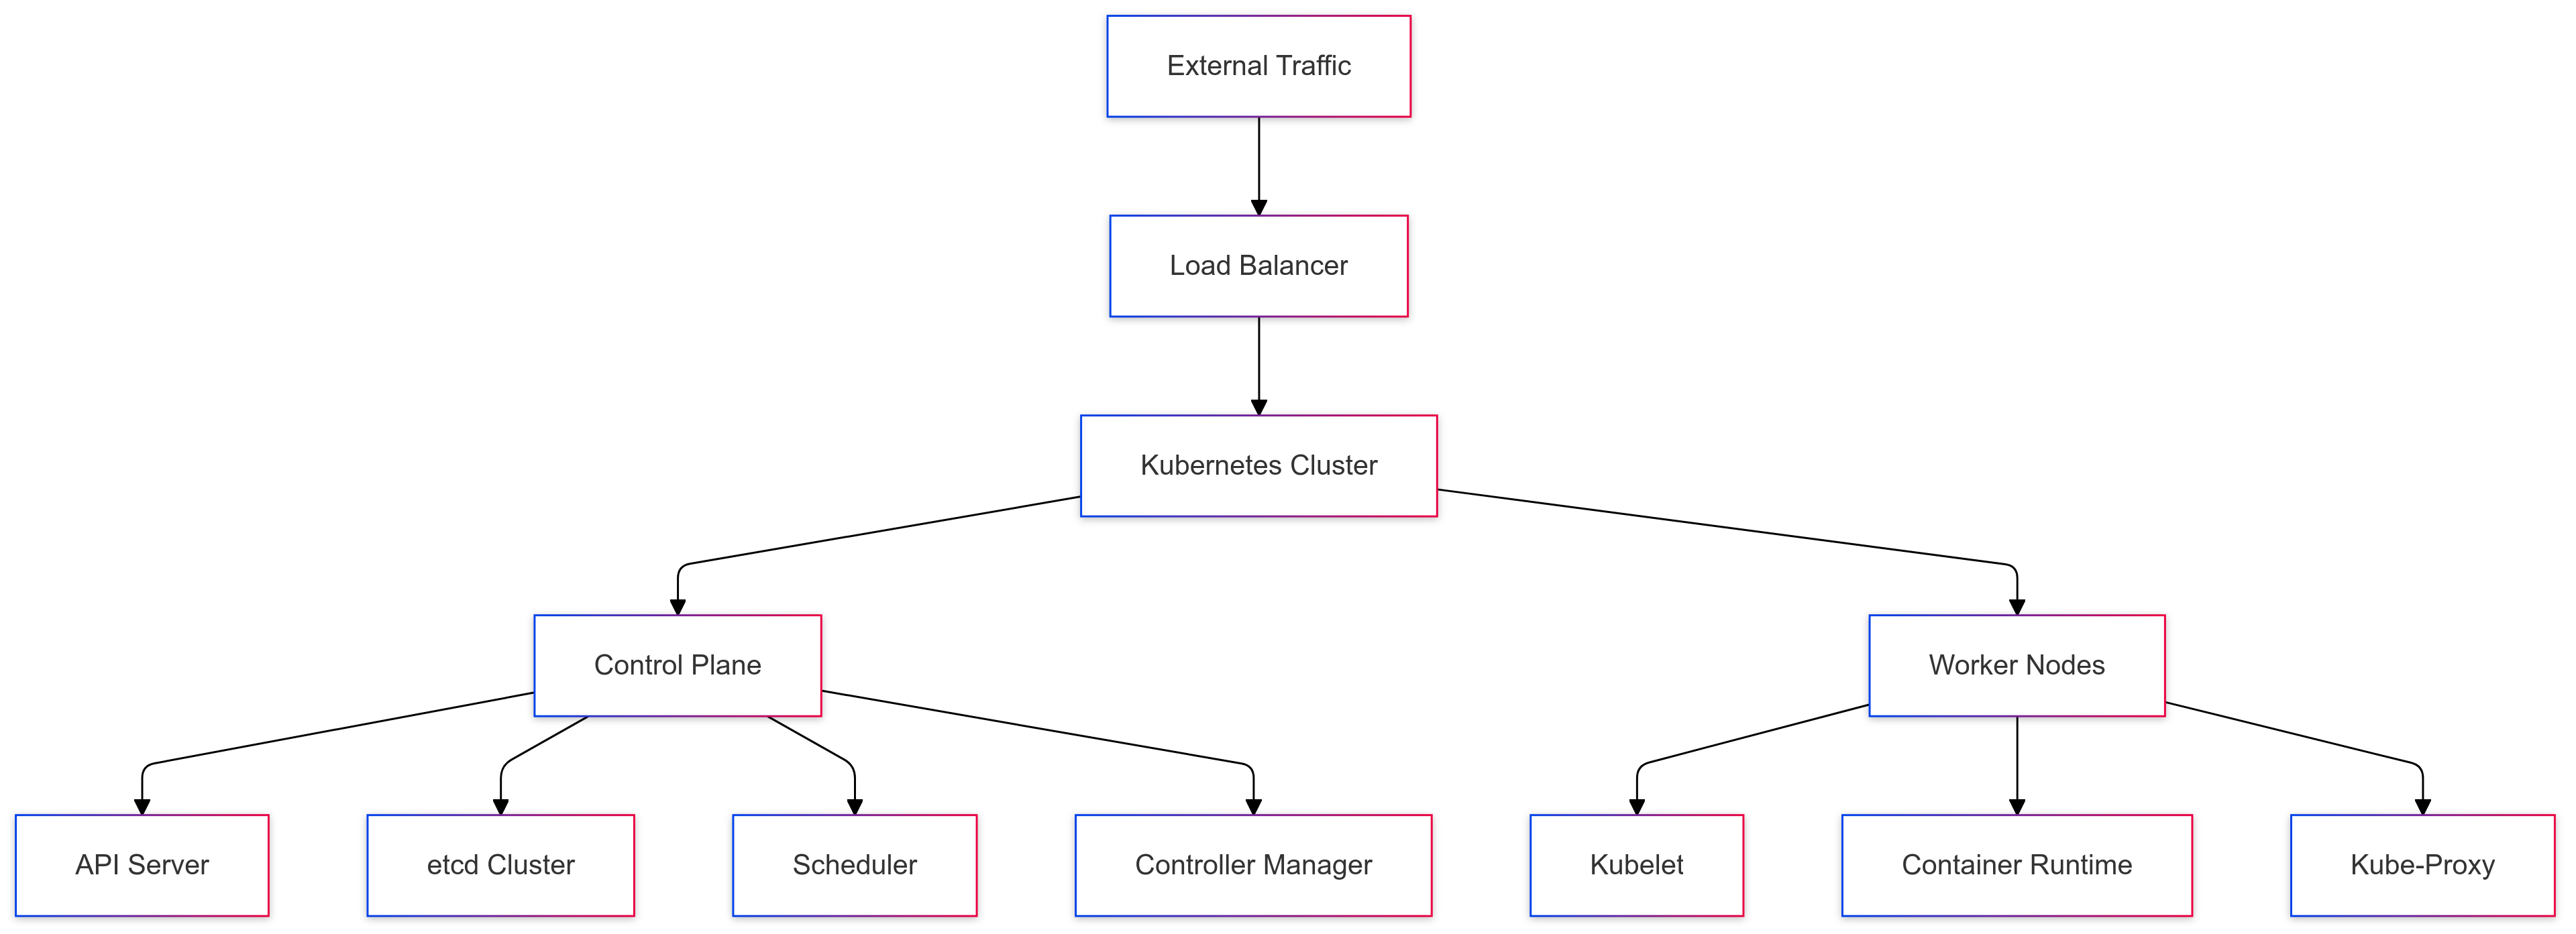 External Traffic
Load Balancer
Kubernetes Cluster
Control Plane
Worker Nodes
API Server
etcd Cluster
Scheduler
Controller Manager
Kubelet
Container Runtime
Kube-Proxy